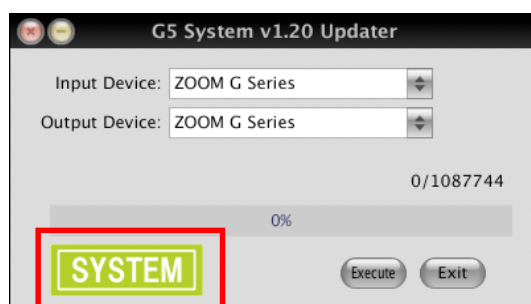 G5 System v1.20 Updater
Input Device: ZOOM G Series
Output Device: ZOOM G Series
0/1087744
0%
SYSTEM
Execute Exit